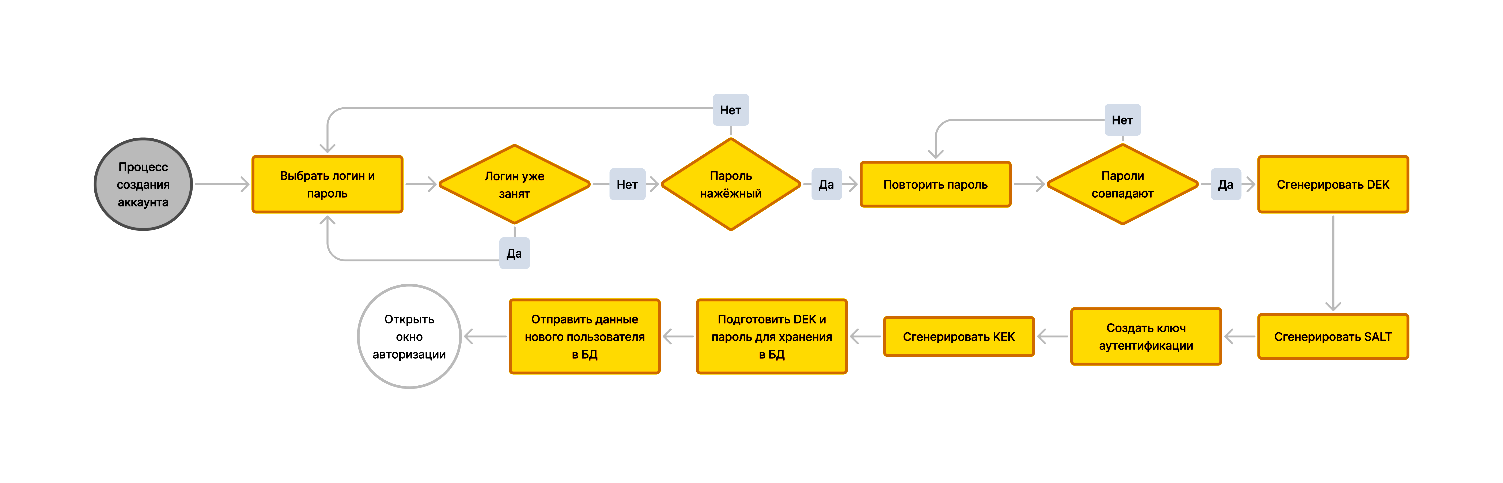 Процесс
создания
аккаунта
Выбрать логин и
пароль
Логин уже
занят
Да
Нет
Пароль
нажёжный
Нет
Да
Повторить пароль
Пароли
совпадают
Нет
Да
Сгенерировать DEK
Сгенерировать SALT
Создать ключ
аутентификации
Сгенерировать KEK
Подготовить DEK и
пароль для хранения
в БД
Отправить данные
нового пользователя
в БД
Открыть
окно
авторизации